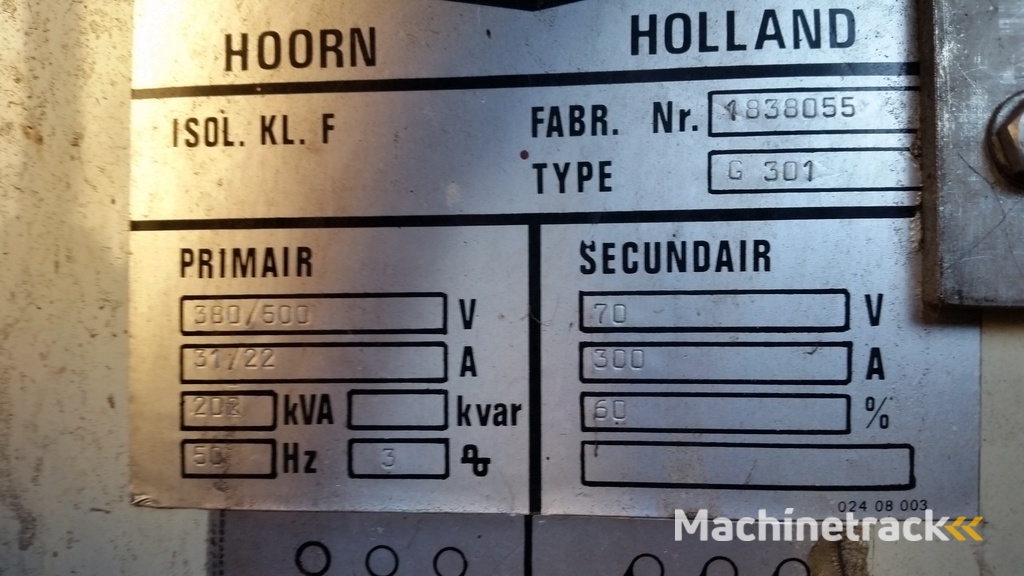 HOORN HOLLAND
ISOL. KL. F
FABR. Nr. 1838055
TYPE G 301
PRIMAIR
380/500 V
31/22 A
kVA kvar
50 Hz 3
SECUNDAIR
70 V
300 A
60 %
024 08 003
Machinetrack